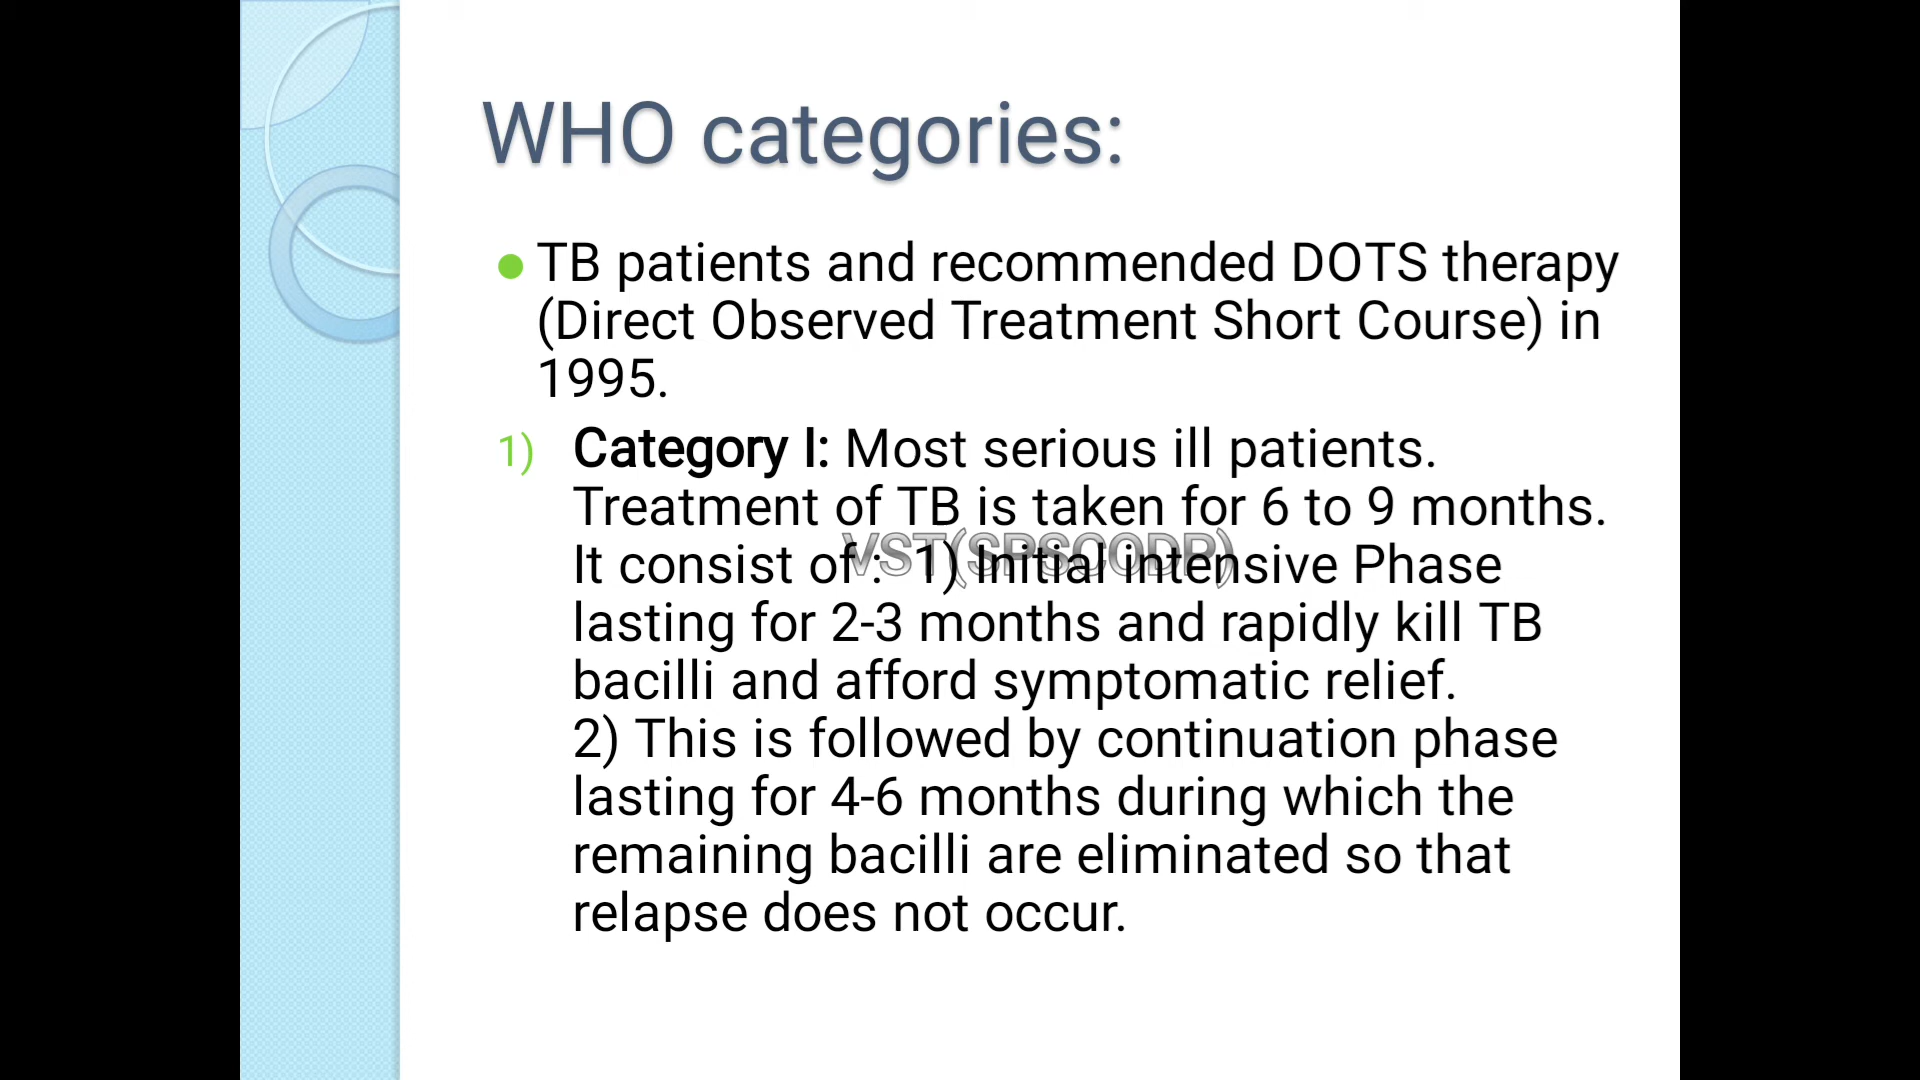 WHO categories:
TB patients and recommended DOTS therapy
(Direct Observed Treatment Short Course) in
1995.
1) Category I: Most serious ill patients.
Treatment of TB is taken for 6 to 9 months.
It consist of : 1) Initial intensive Phase
VST(SPSCODP)
lasting for 2-3 months and rapidly kill TB
bacilli and afford symptomatic relief.
2) This is followed by continuation phase
lasting for 4-6 months during which the
remaining bacilli are eliminated so that
relapse does not occur.